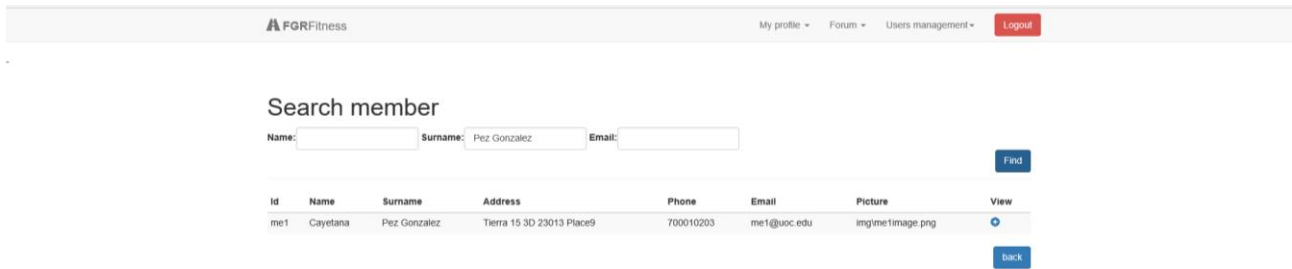 FGRFitness My profile Forum Users management Logout
Search member
Name: Surname: Pez Gonzalez Email:
Find
Id Name Surname Address Phone Email Picture View
me1 Cayetana Pez Gonzalez Tierra 15 3D 23013 Place9 700010203 me1@uoc.edu img\me1image.png
back